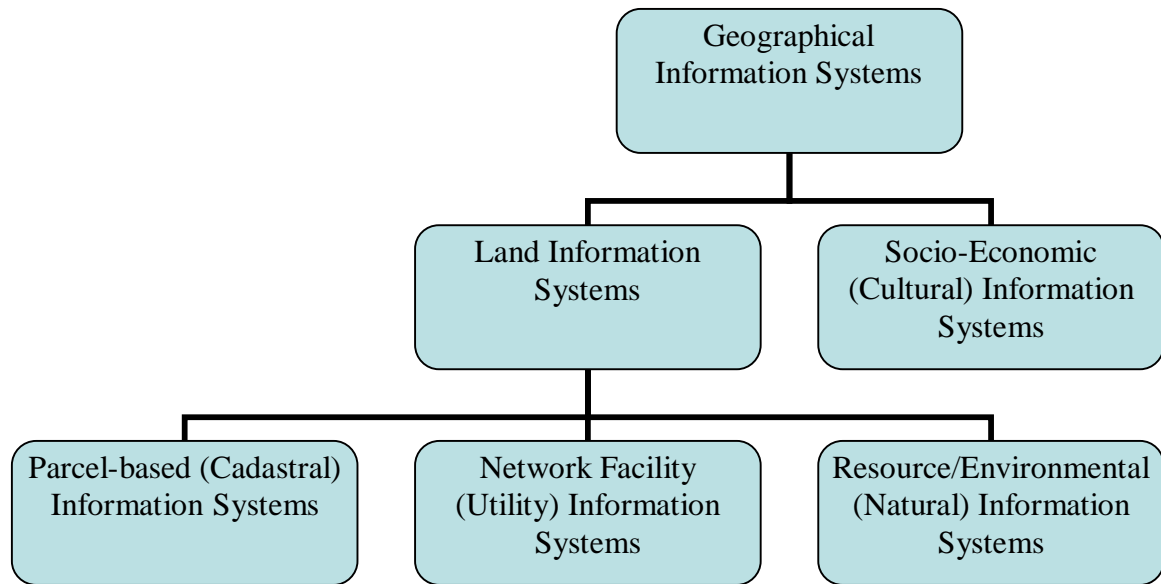 Geographical
Information Systems
Land Information
Systems
Socio-Economic
(Cultural) Information
Systems
Parcel-based (Cadastral)
Information Systems
Network Facility
(Utility) Information
Systems
Resource/Environmental
(Natural) Information
Systems